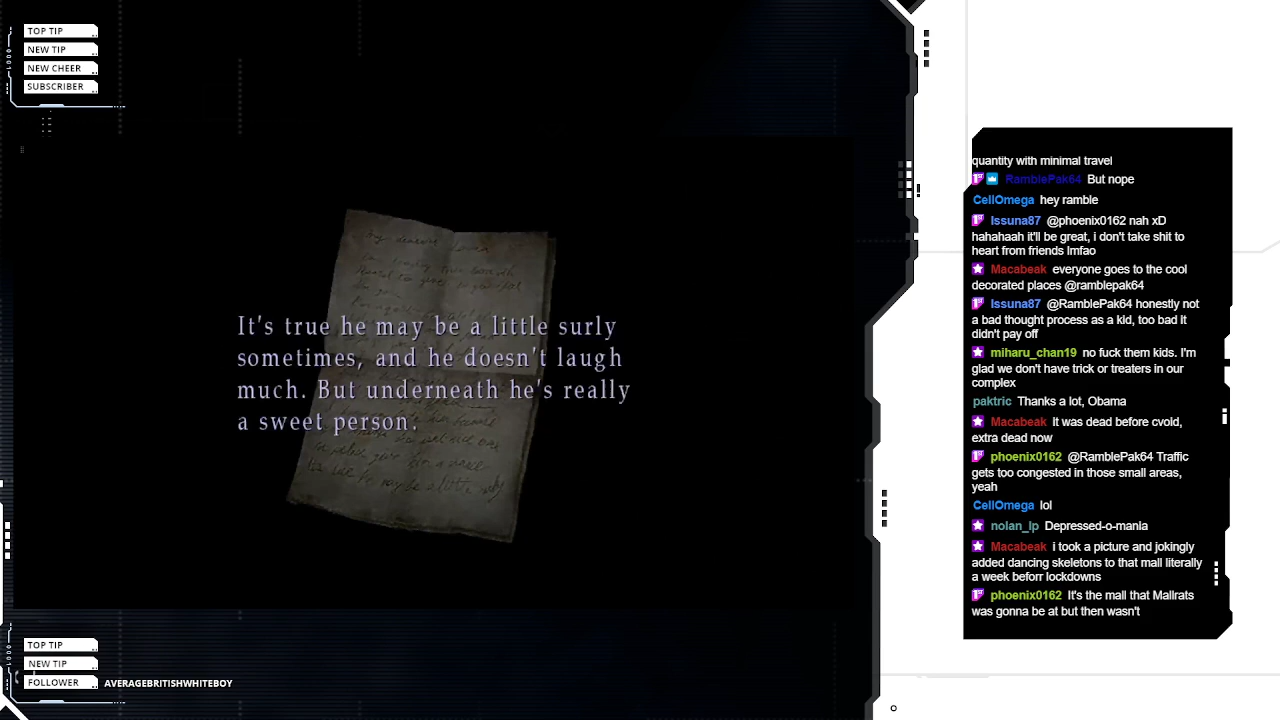 TOP TIP
NEW TIP
NEW CHEER
SUBSCRIBER
It's true he may be a little surly
sometimes, and he doesn't laugh
much. But underneath he's really
a sweet person.
TOP TIP
NEW TIP
FOLLOWER AVERAGEBRITISHWHITEBOY
quantity with minimal travel
RamblePak64 But nope
CellOmega hey ramble
Issuna87 @phoenix0162 nah xD
hahahaah it'll be great, i don't take shit to
heart from friends lmfao
Macabeak everyone goes to the cool
decorated places @ramblepak64
Issuna87 @RamblePak64 honestly not
a bad thought process as a kid, too bad it
didn't pay off
miharu_chan19 no fuck them kids. I'm
glad we don't have trick or treaters in our
complex
paktric Thanks a lot, Obama
Macabeak It was dead before cvold,
extra dead now
phoenix0162 @RamblePak64 Traffic
gets too congested in those small areas,
yeah
CellOmega lol
nolan_lp Depressed-o-mania
Macabeak i took a picture and jokingly
added dancing skeletons to that mall literally
a week beforr lockdowns
phoenix0162 It's the mall that Mallrats
was gonna be at but then wasn't